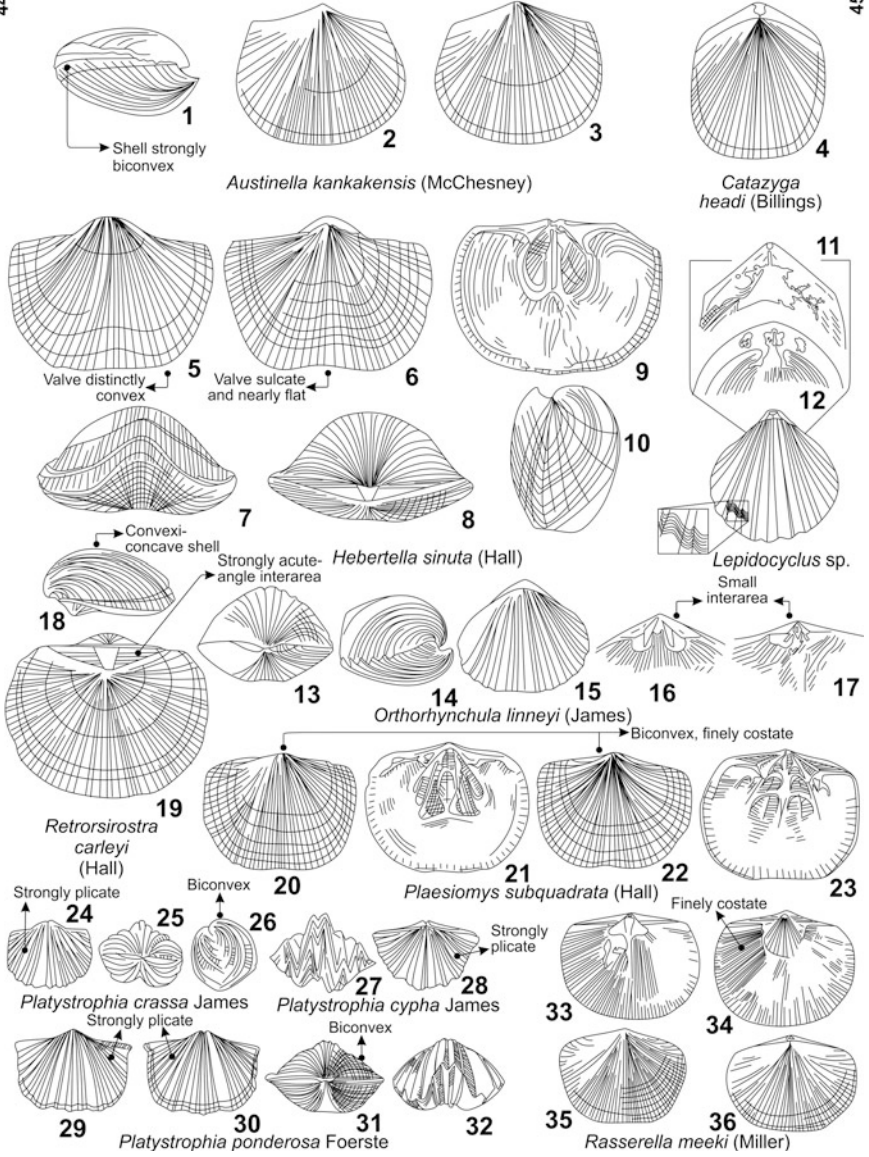 44
45
1
2
3
4
Shell strongly
biconvex
Austinella kankakensis (McChesney)
Catazyga
headi (Billings)
5
6
9
11
Valve distinctly
convex
Valve sulcate
and nearly flat
12
10
7
8
Convexi-
concave shell
Hebertella sinuta (Hall)
Lepidocyclus sp.
Strongly acute-
angle interarea
Small
interarea
18
13
14
15
16
17
Orthorhynchula linneyi (James)
Biconvex, finely costate
19
Retrorsirostra
carleyi
(Hall)
20
21
22
23
Plaesiomys subquadrata (Hall)
Strongly plicate
24
25
Biconvex
26
27
28
Strongly
plicate
Finely costate
33
34
Platystrophia crassa James
Platystrophia cypha James
Strongly plicate
Biconvex
29
30
31
32
35
36
Platystrophia ponderosa Foerste
Rasserella meeki (Miller)